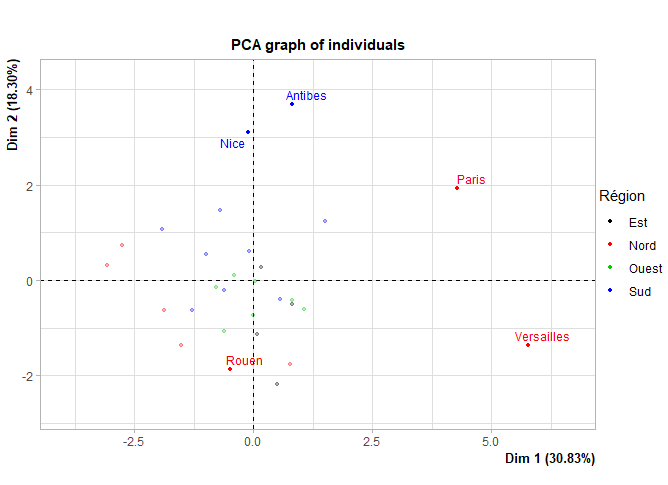 PCA graph of individuals
Dim 2 (18.30%)
4
2
0
-2
Antibes
Nice
Paris
Versailles
Rouen
-2.5
0.0
2.5
5.0
Dim 1 (30.83%)
Région
Est
Nord
Ouest
Sud